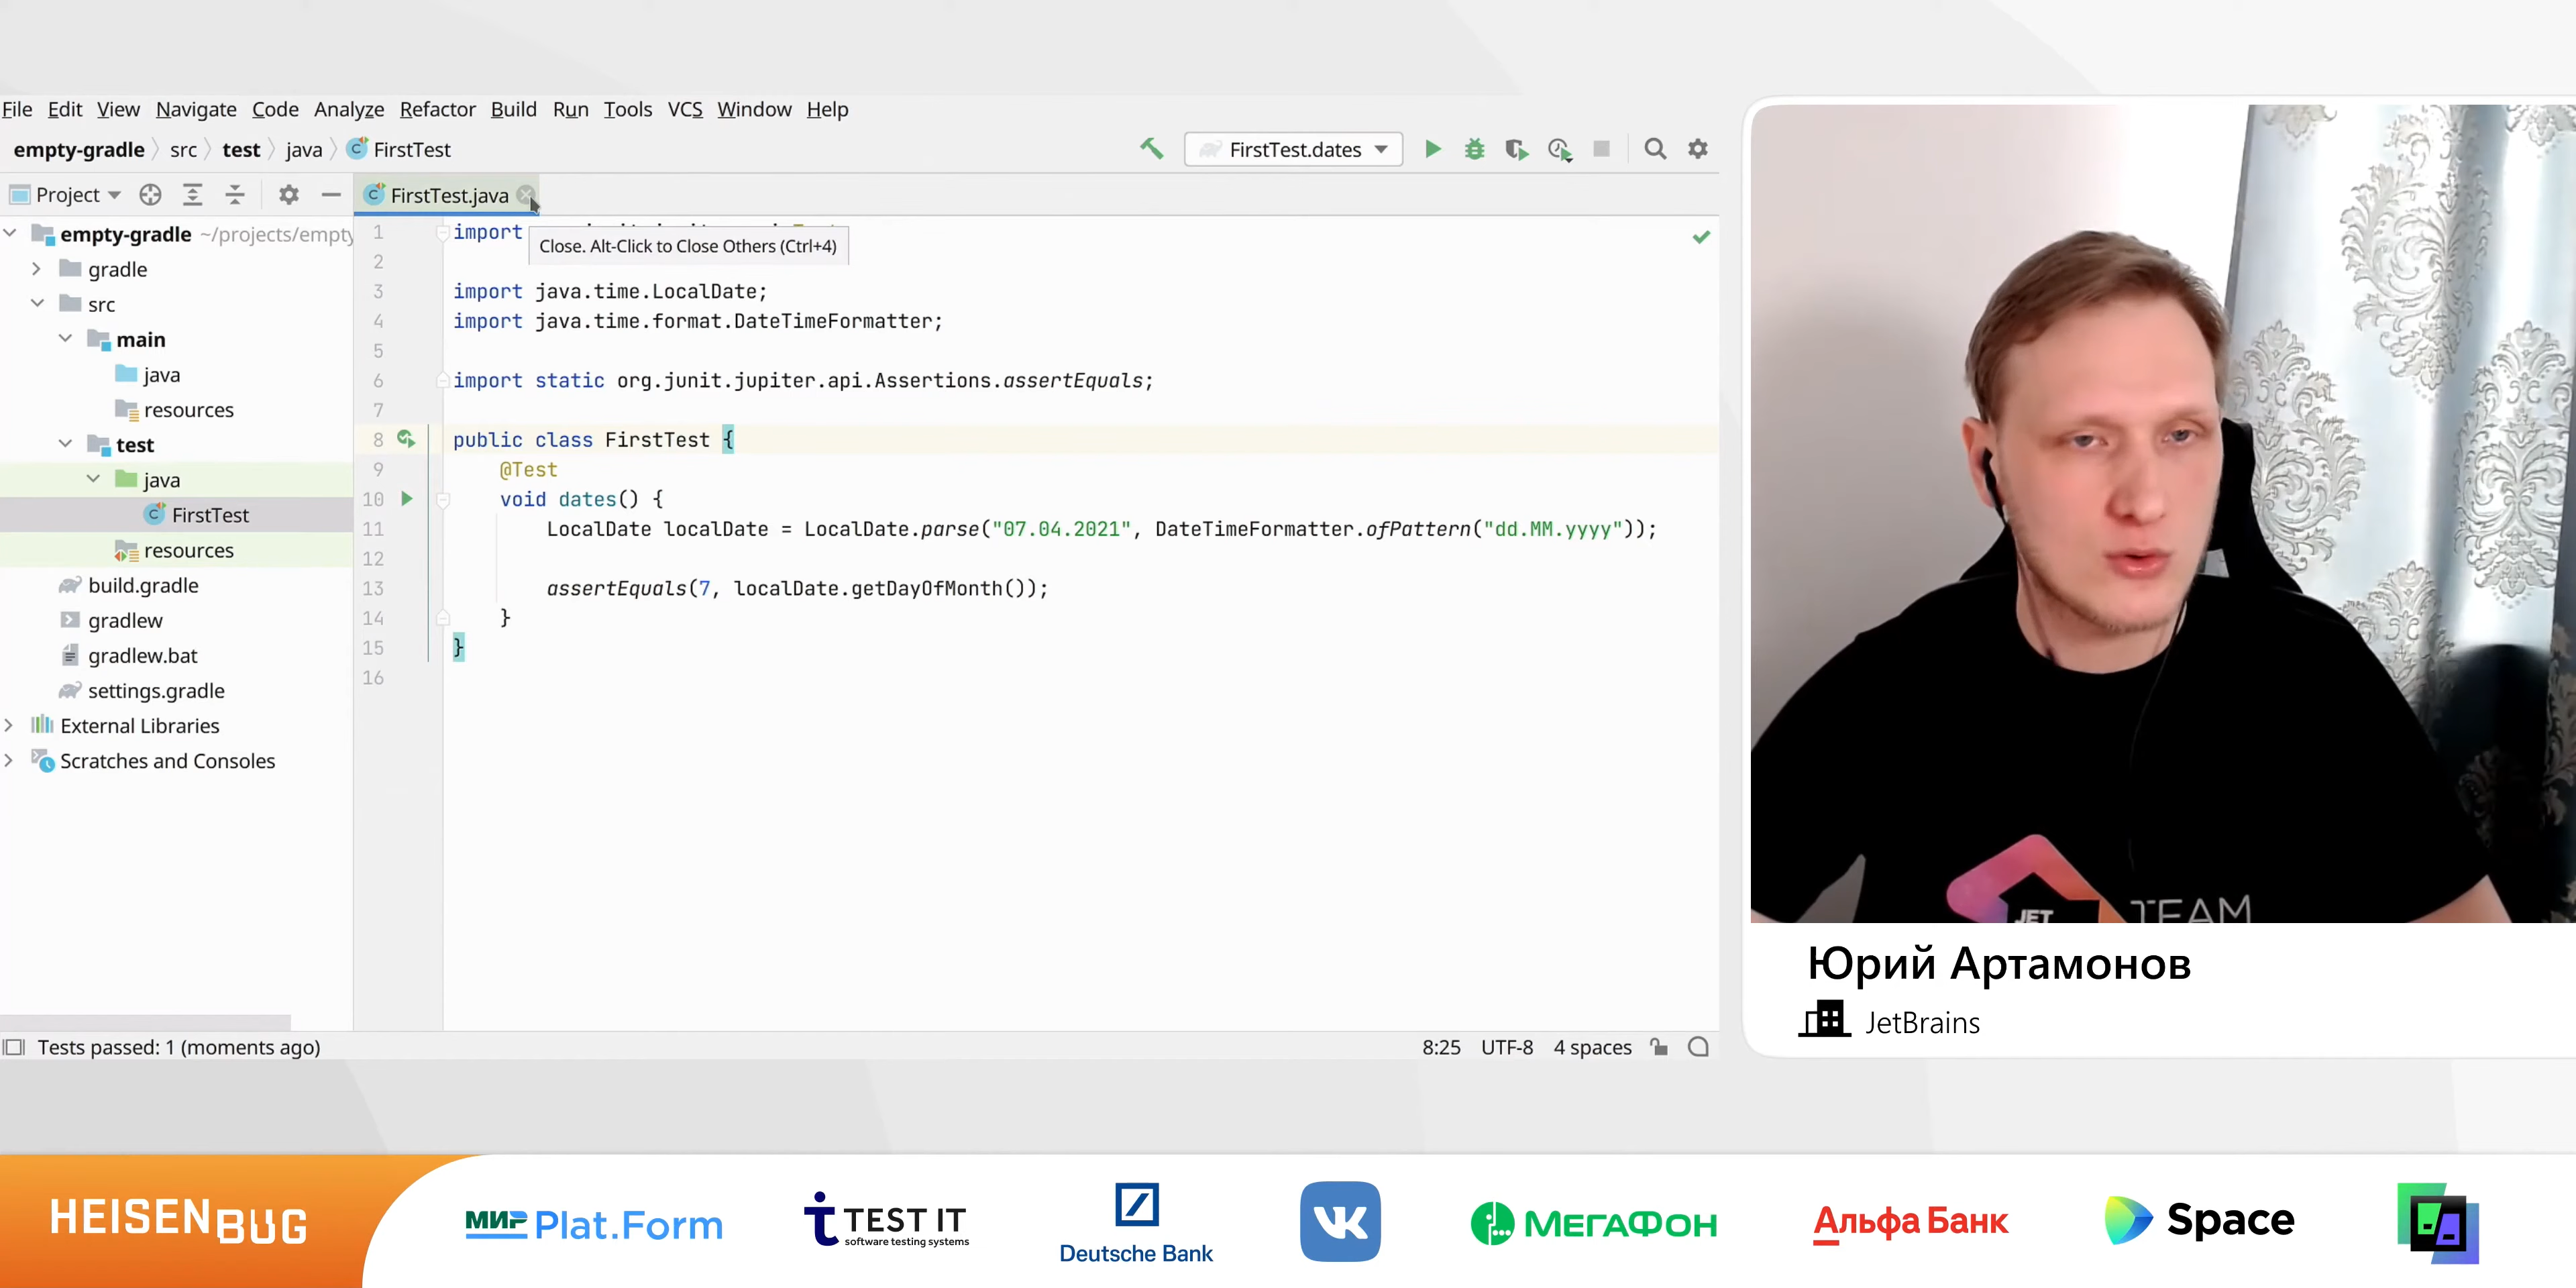 File Edit View Navigate Code Analyze Refactor Build Run Tools VCS Window Help
empty-gradle src test java FirstTest
FirstTest.dates
Project
FirstTest.java
empty-gradle ~/projects/empty
gradle
src
main
java
resources
test
java
FirstTest
resources
build.gradle
gradlew
gradlew.bat
settings.gradle
External Libraries
Scratches and Consoles
1 import
Close. Alt-Click to Close Others (Ctrl+4)
2
3 import java.time.LocalDate;
4 import java.time.format.DateTimeFormatter;
5
6 import static org.junit.jupiter.api.Assertions.assertEquals;
7
8 public class FirstTest {
9 @Test
10 void dates() {
11 LocalDate localDate = LocalDate.parse("07.04.2021", DateTimeFormatter.ofPattern("dd.MM.yyyy"));
12
13 assertEquals(7, localDate.getDayOfMonth());
14 }
15 }
16
Tests passed: 1 (moments ago)
8:25 UTF-8 4 spaces
JET TEAM
Юрий Артамонов
JetBrains
HEISENBUG
МИР Plat.Form
TEST IT
software testing systems
Deutsche Bank
VK
МЕГАФОН
Альфа Банк
Space